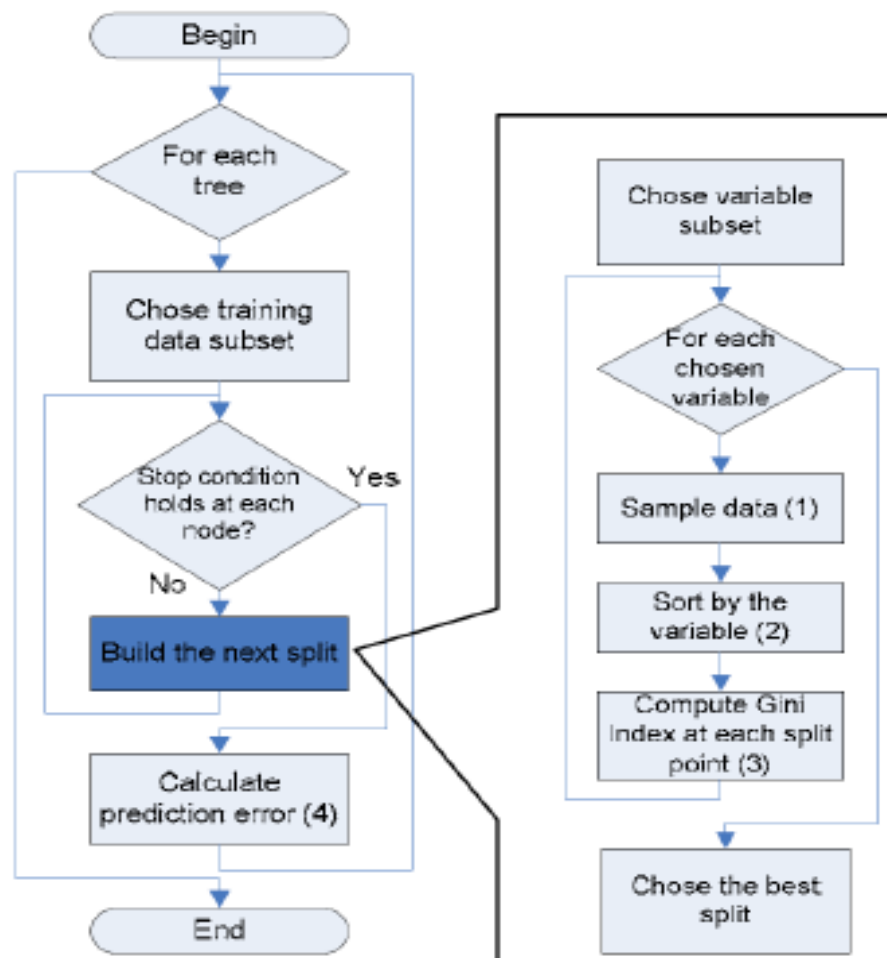 Begin
For each
tree
Chose training
data subset
Stop condition
holds at each
node?
Yes
No
Build the next split
Calculate
prediction error (4)
End
Chose variable
subset
For each
chosen
variable
Sample data (1)
Sort by the
variable (2)
Compute Gini
Index at each split
point (3)
Chose the best
split